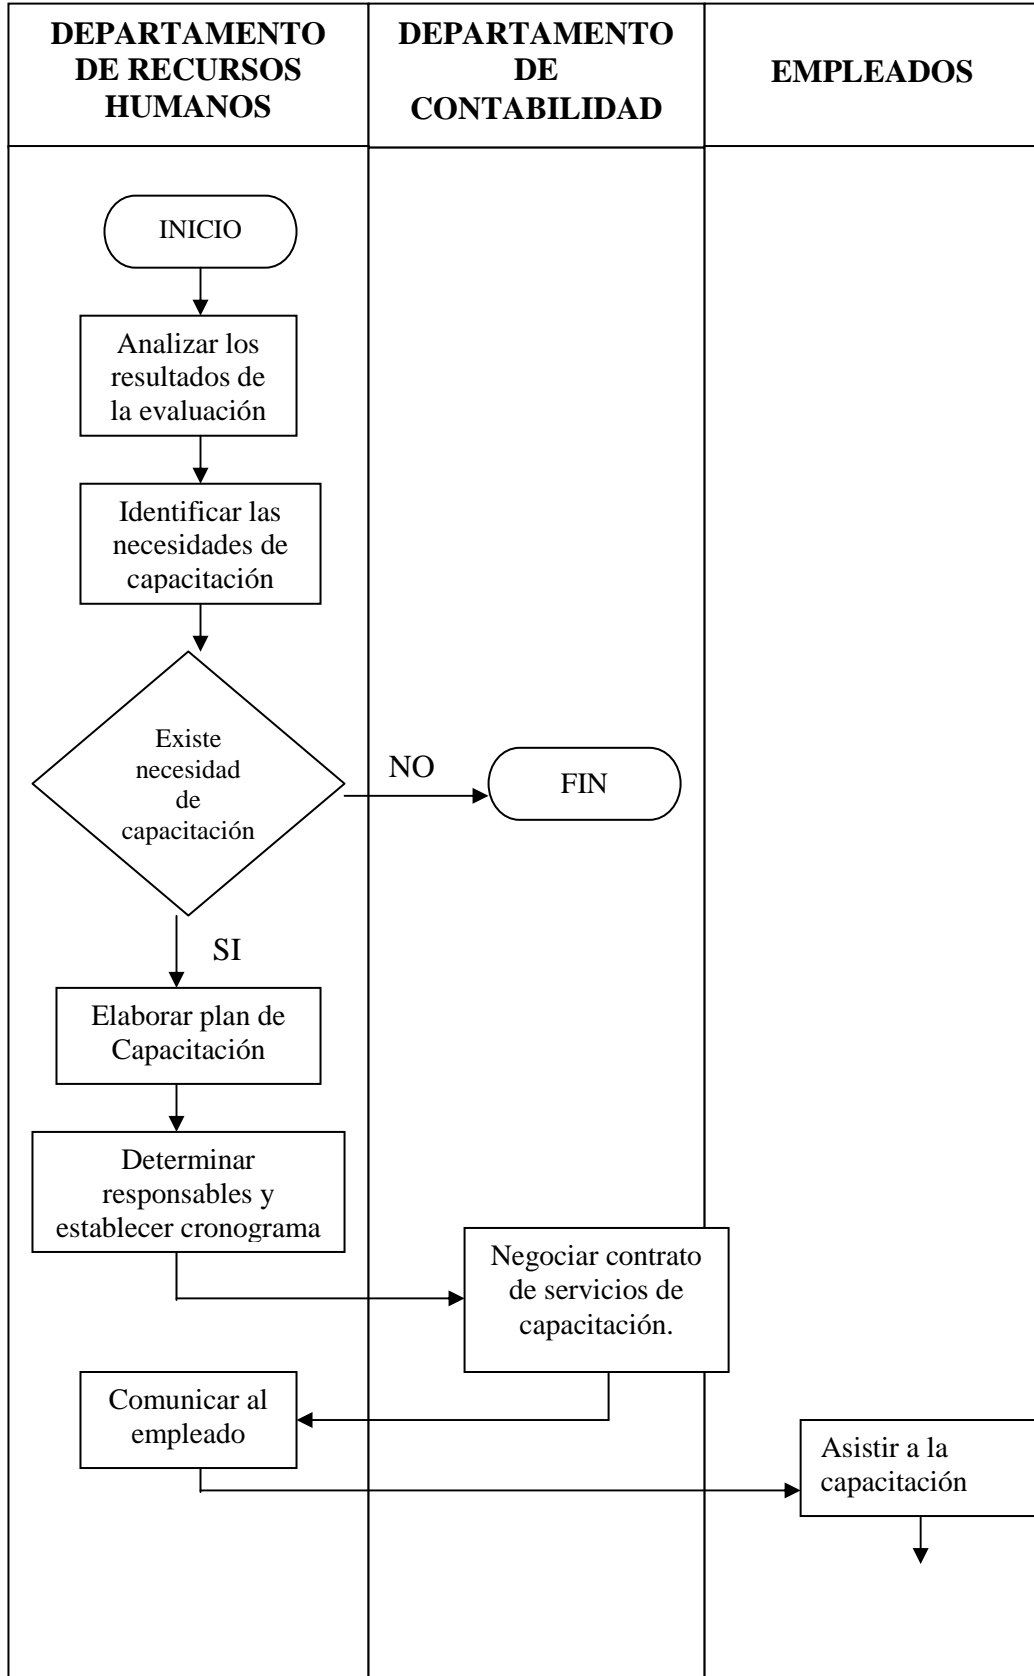 DEPARTAMENTO
DE RECURSOS
HUMANOS
DEPARTAMENTO
DE
CONTABILIDAD
EMPLEADOS
INICIO
Analizar los
resultados de
la evaluación
Identificar las
necesidades de
capacitación
Existe
necesidad
de
capacitación
NO
FIN
SI
Elaborar plan de
Capacitación
Determinar
responsables y
establecer cronograma
Negociar contrato
de servicios de
capacitación.
Comunicar al
empleado
Asistir a la
capacitación